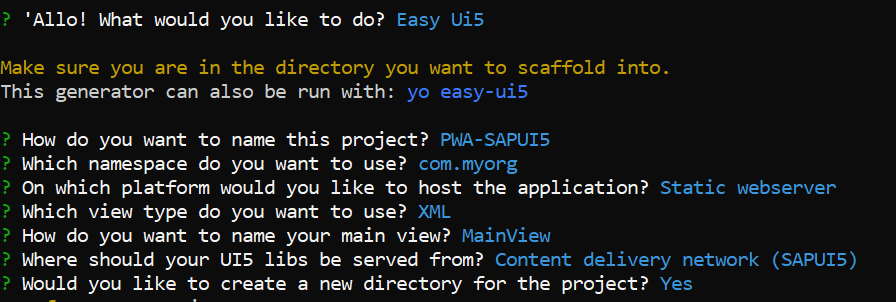 ? 'Allo! What would you like to do? Easy Ui5
Make sure you are in the directory you want to scaffold into.
This generator can also be run with: yo easy-ui5
? How do you want to name this project? PWA-SAPUI5
? Which namespace do you want to use? com.myorg
? On which platform would you like to host the application? Static webserver
? Which view type do you want to use? XML
? How do you want to name your main view? MainView
? Where should your UI5 libs be served from? Content delivery network (SAPUI5)
? Would you like to create a new directory for the project? Yes